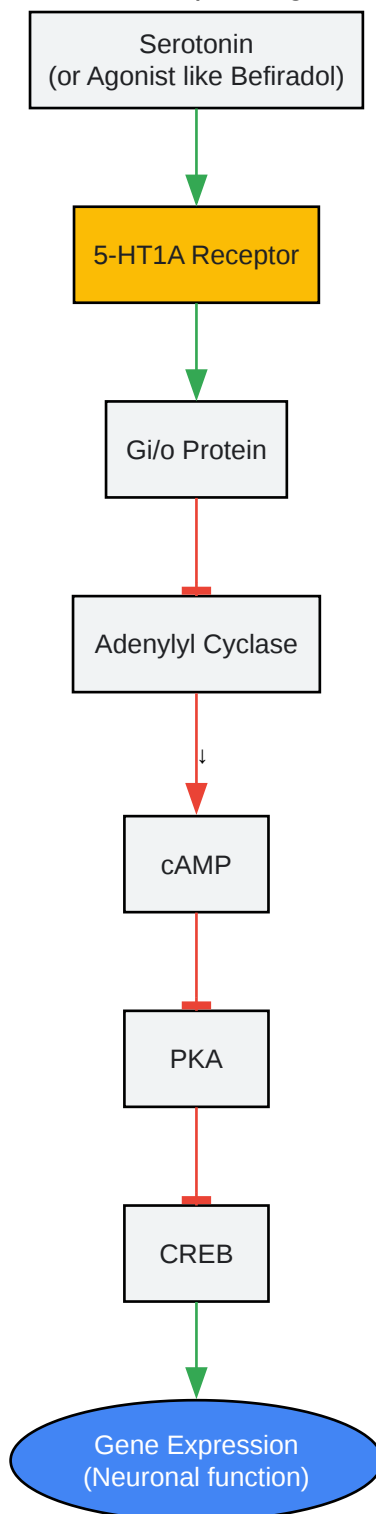 Serotonin
(or Agonist like Befiradol)
5-HT1A Receptor
Gi/o Protein
Adenylyl Cyclase
↓
cAMP
PKA
CREB
Gene Expression
(Neuronal function)